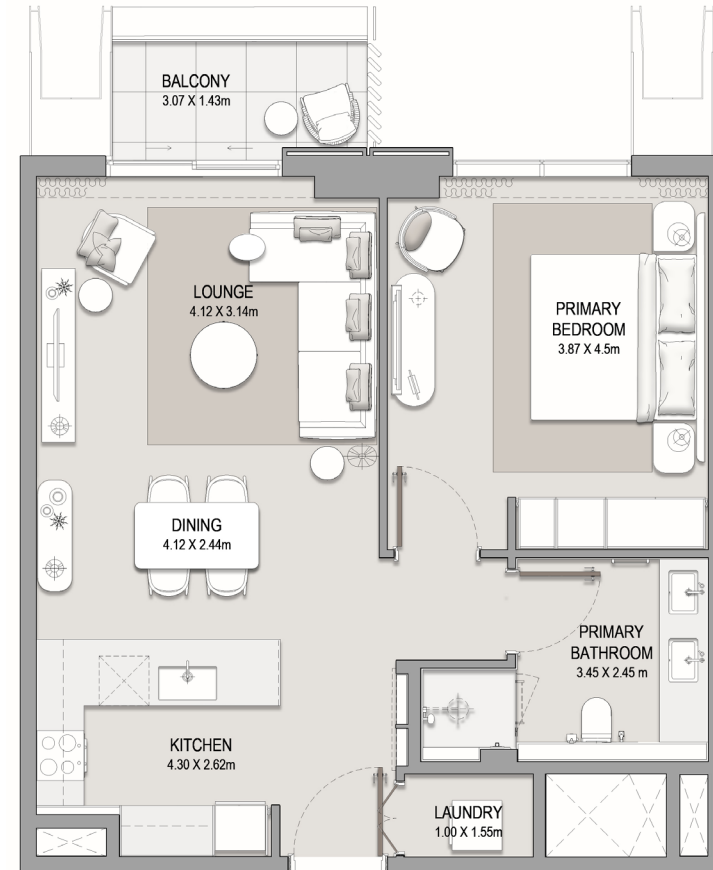 BALCONY
3.07 X 1.43m
LOUNGE
4.12 X 3.14m
PRIMARY
BEDROOM
3.87 X 4.5m
DINING
4.12 X 2.44m
PRIMARY
BATHROOM
3.45 X 2.45 m
KITCHEN
4.30 X 2.62m
LAUNDRY
1.00 X 1.55m